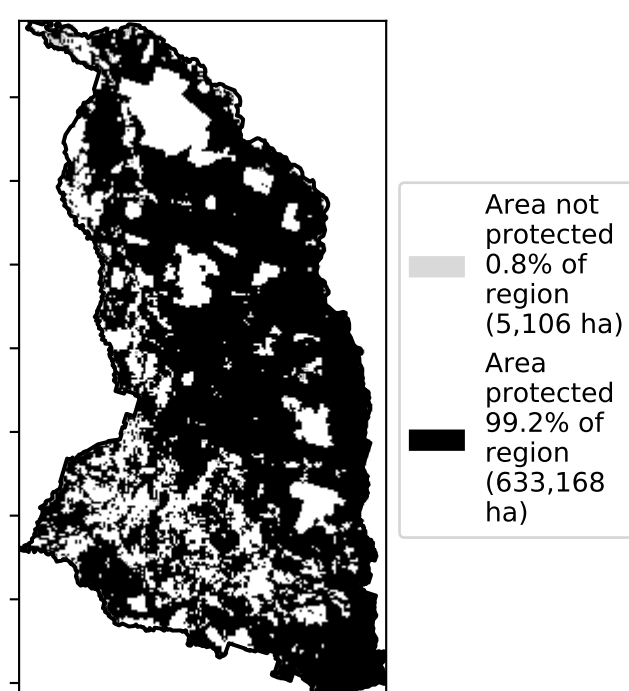 Area not
protected
0.8% of
region
(5,106 ha)
Area
protected
99.2% of
region
(633,168
ha)